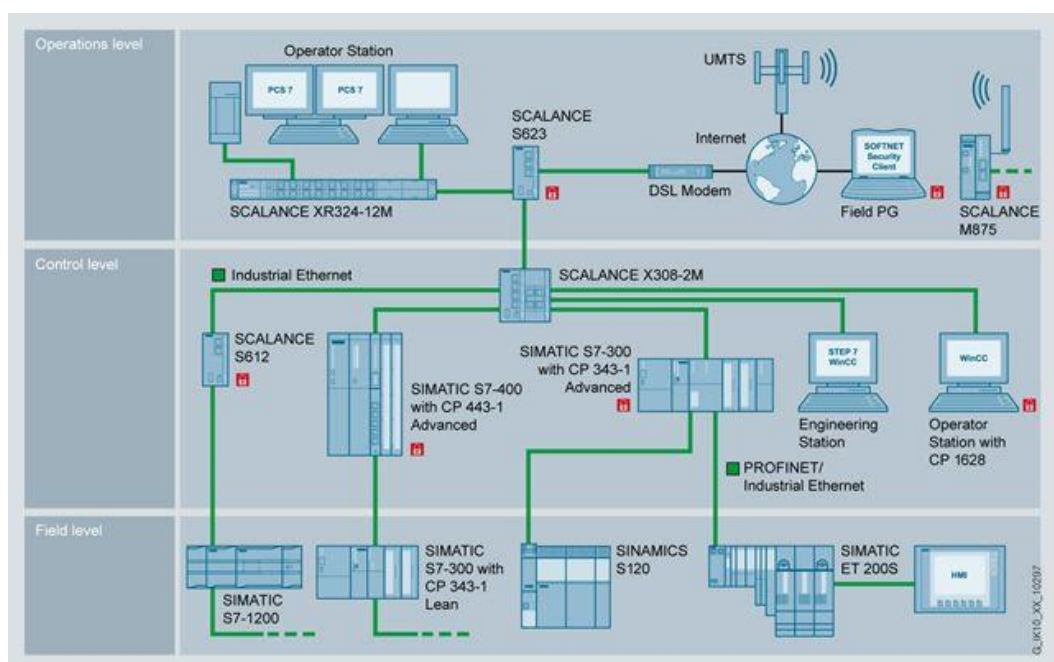 Operations level
Operator Station
PCS 7
PCS 7
UMTS
SCALANCE
S623
Internet
SOFTNET
Security
Client
DSL Modem
Field PG
SCALANCE XR324-12M
SCALANCE
M875
Control level
Industrial Ethernet
SCALANCE X308-2M
SCALANCE
S612
SIMATIC S7-400
with CP 443-1
Advanced
SIMATIC S7-300
with CP 343-1
Advanced
STEP 7
WinCC
WinCC
Engineering
Station
Operator
Station with
CP 1628
PROFINET/
Industrial Ethernet
Field level
SIMATIC
S7-1200
SIMATIC
S7-300 with
CP 343-1
Lean
SINAMICS
S120
SIMATIC
ET 200S
HMI
G_IK10_XX_10297